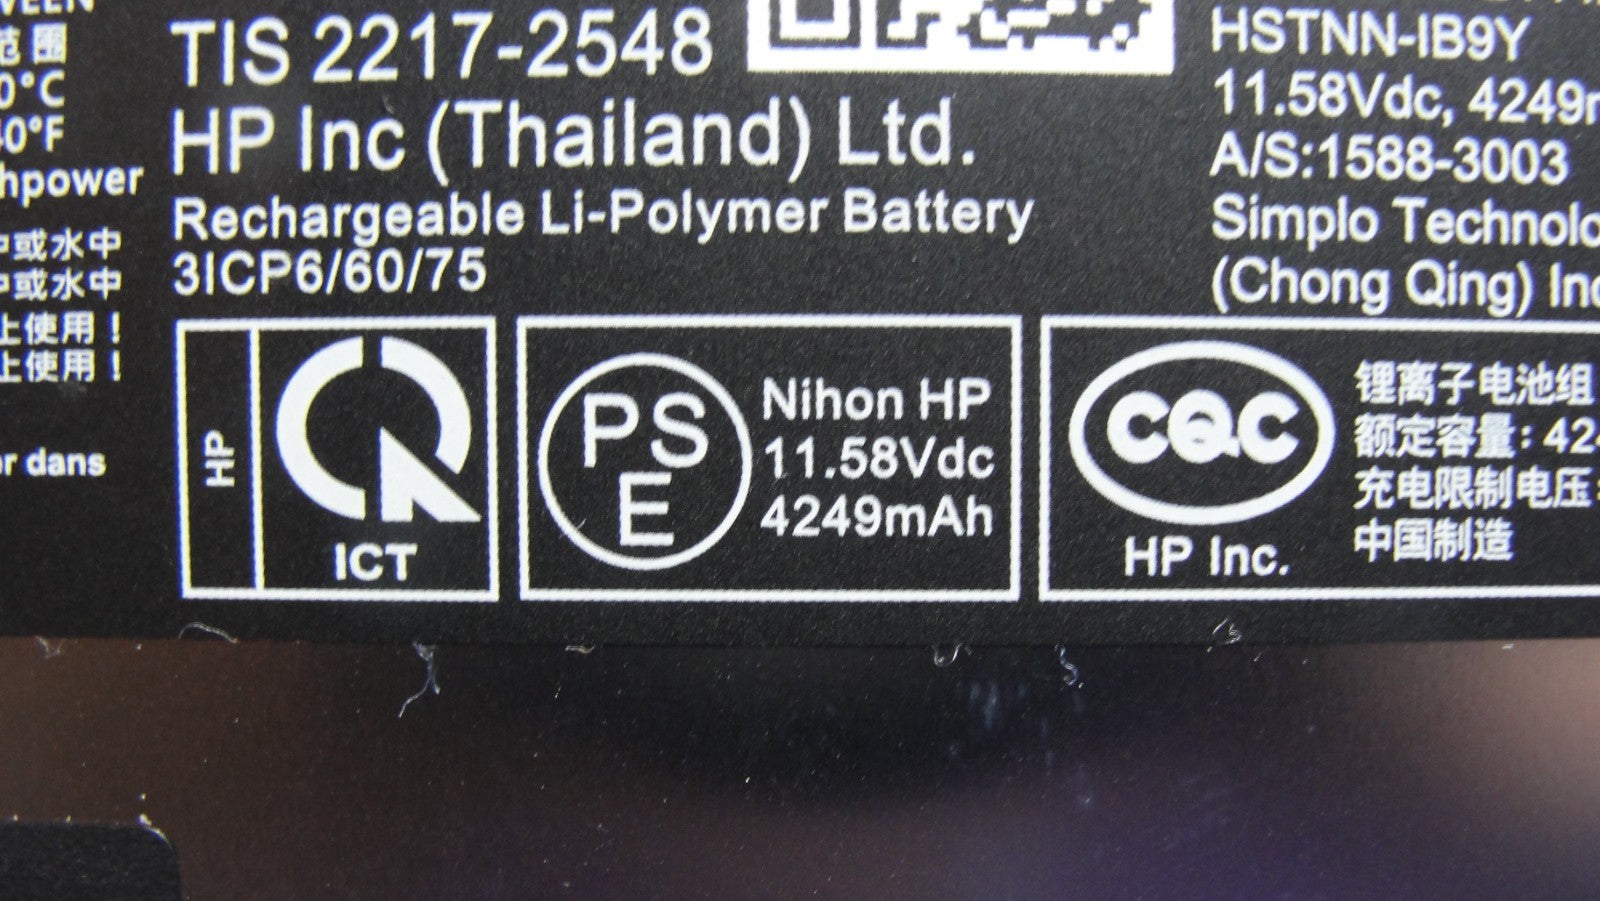 范围
0°C
40°F
hpower
中或水中
中或水中
上使用！
上使用！
or dans
TIS 2217-2548
HP Inc (Thailand) Ltd.
Rechargeable Li-Polymer Battery
3ICP6/60/75
HP
ICT
PS
E
Nihon HP
11.58Vdc
4249mAh
HSTNN-IB9Y
11.58Vdc, 4249m
A/S:1588-3003
Simplo Technolo
(Chong Qing) Inc
CQC
HP Inc.
锂离子电池组
额定容量：424
充电限制电压：
中国制造